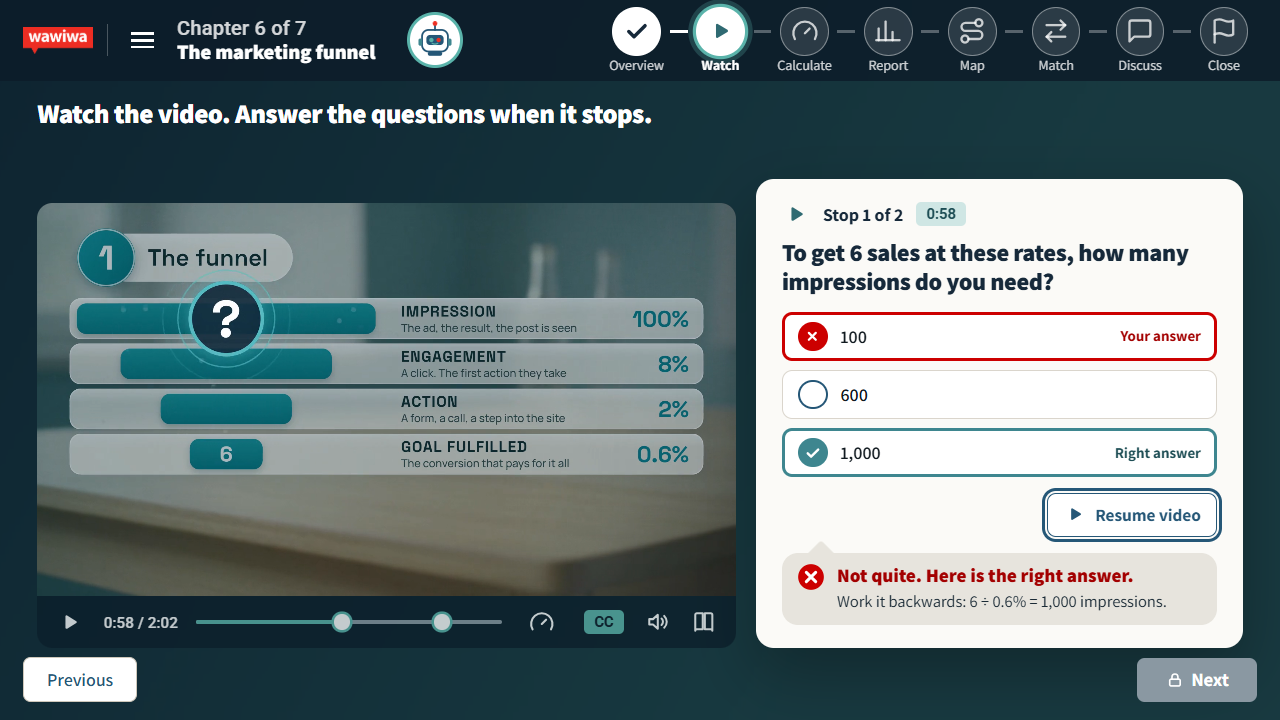 wawiwa
Chapter 6 of 7
The marketing funnel
Overview
Watch
Calculate
Report
Map
Match
Discuss
Close
Watch the video. Answer the questions when it stops.
1
The funnel
?
IMPRESSION
The ad, the result, the post is seen
100%
ENGAGEMENT
A click. The first action they take
8%
ACTION
A form, a call, a step into the site
2%
6
GOAL FULFILLED
The conversion that pays for it all
0.6%
0:58 / 2:02
CC
Stop 1 of 2
0:58
To get 6 sales at these rates, how many
impressions do you need?
100
Your answer
600
1,000
Right answer
Resume video
Not quite. Here is the right answer.
Work it backwards: 6 ÷ 0.6% = 1,000 impressions.
Previous
Next